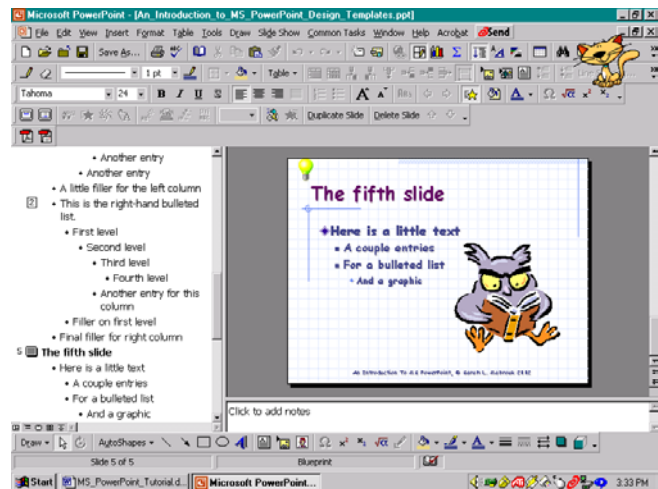 Microsoft PowerPoint - [An_Introduction_to_MS_PowerPoint_Design_Templates.ppt]
File Edit View Insert Format Table Tools Draw Slide Show Common Tasks Window Help Acrobat Send
Save As...
1 pt Table
Tahoma 24 B I U S A A
Duplicate Slide Delete Slide
• Another entry
• Another entry
• A little filler for the left column
2 • This is the right-hand bulleted
list.
• First level
• Second level
• Third level
• Fourth level
• Another entry for this
column
• Filler on first level
• Final filler for right column
5 The fifth slide
• Here is a little text
• A couple entries
• For a bulleted list
• And a graphic
The fifth slide
Here is a little text
A couple entries
For a bulleted list
And a graphic
Click to add notes
Draw AutoShapes
Slide 5 of 5 Blueprint
Start MS_PowerPoint_Tutorial.d... Microsoft PowerPoint... 3:33 PM